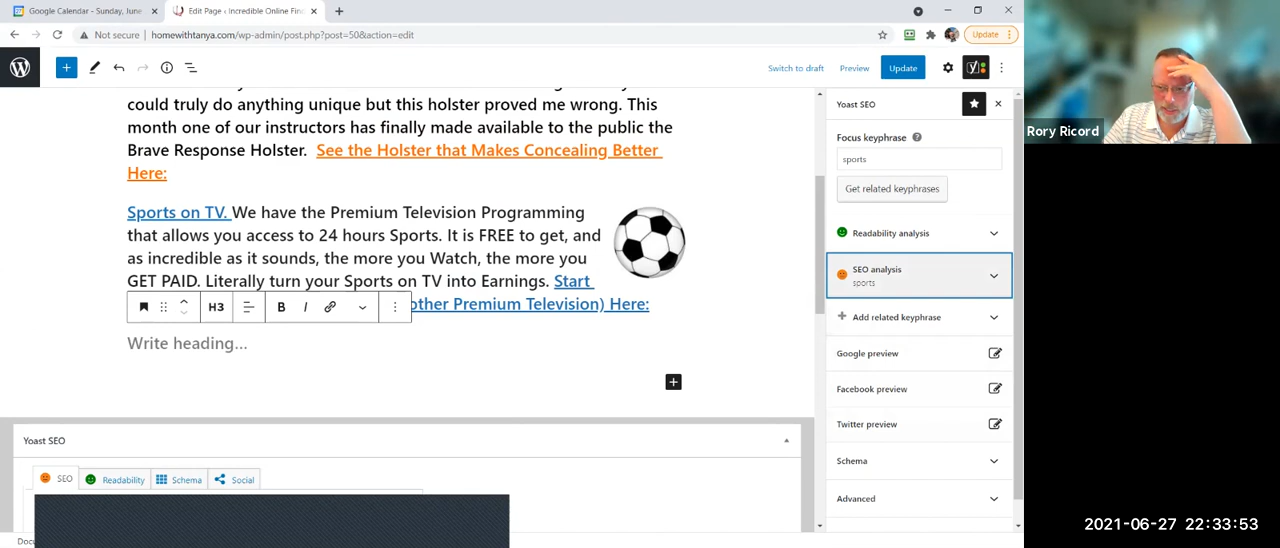 Google Calendar - Sunday, June
Edit Page ‹ Incredible Online Fin
Not secure
homewithtanya.com/wp-admin/post.php?post=50&action=edit
Update
Switch to draft
Preview
Update
could truly do anything unique but this holster proved me wrong. This
month one of our instructors has finally made available to the public the
Brave Response Holster. See the Holster that Makes Concealing Better
Here:
Sports on TV. We have the Premium Television Programming
that allows you access to 24 hours Sports. It is FREE to get, and
as incredible as it sounds, the more you Watch, the more you
GET PAID. Literally turn your Sports on TV into Earnings. Start
other Premium Television) Here:
H3
B
I
Write heading...
Yoast SEO
SEO
Readability
Schema
Social
Yoast SEO
Focus keyphrase
sports
Get related keyphrases
Readability analysis
SEO analysis
sports
Add related keyphrase
Google preview
Facebook preview
Twitter preview
Schema
Advanced
Rory Ricord
2021-06-27 22:33:53